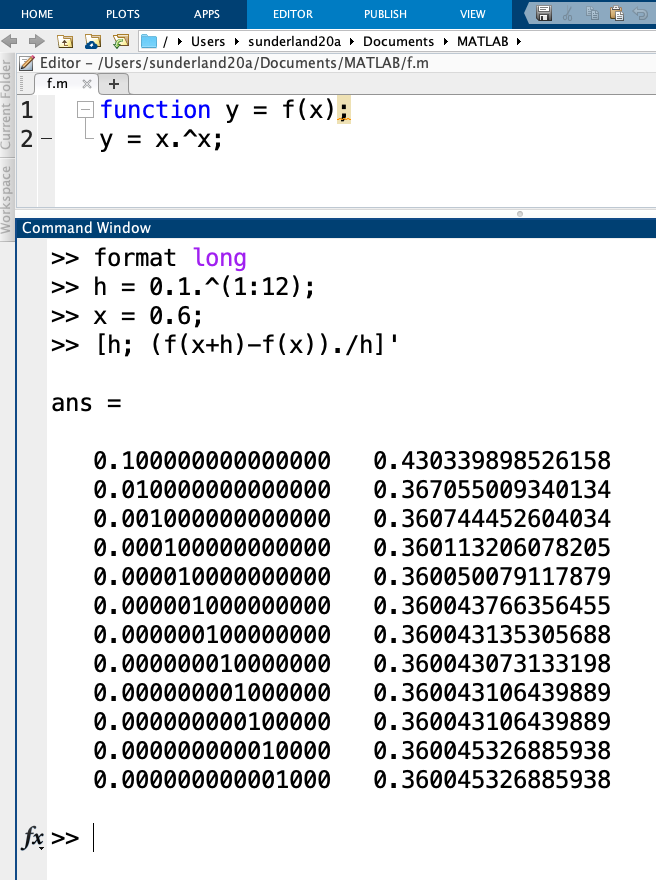 HOME PLOTS APPS EDITOR PUBLISH VIEW
/ Users sunderland20a Documents MATLAB
Editor – /Users/sunderland20a/Documents/MATLAB/f.m
f.m × +
Current Folder
Workspace
1 function y = f(x);
2 – y = x.^x;
Command Window
>> format long
>> h = 0.1.^(1:12);
>> x = 0.6;
>> [h; (f(x+h)-f(x))./h]'
ans =
0.100000000000000 0.430339898526158
0.010000000000000 0.367055009340134
0.001000000000000 0.360744452604034
0.000100000000000 0.360113206078205
0.000010000000000 0.360050079117879
0.000001000000000 0.360043766356455
0.000000100000000 0.360043135305688
0.000000010000000 0.360043073133198
0.000000001000000 0.360043106439889
0.000000000100000 0.360043106439889
0.000000000010000 0.360045326885938
0.000000000001000 0.360045326885938
fx >>